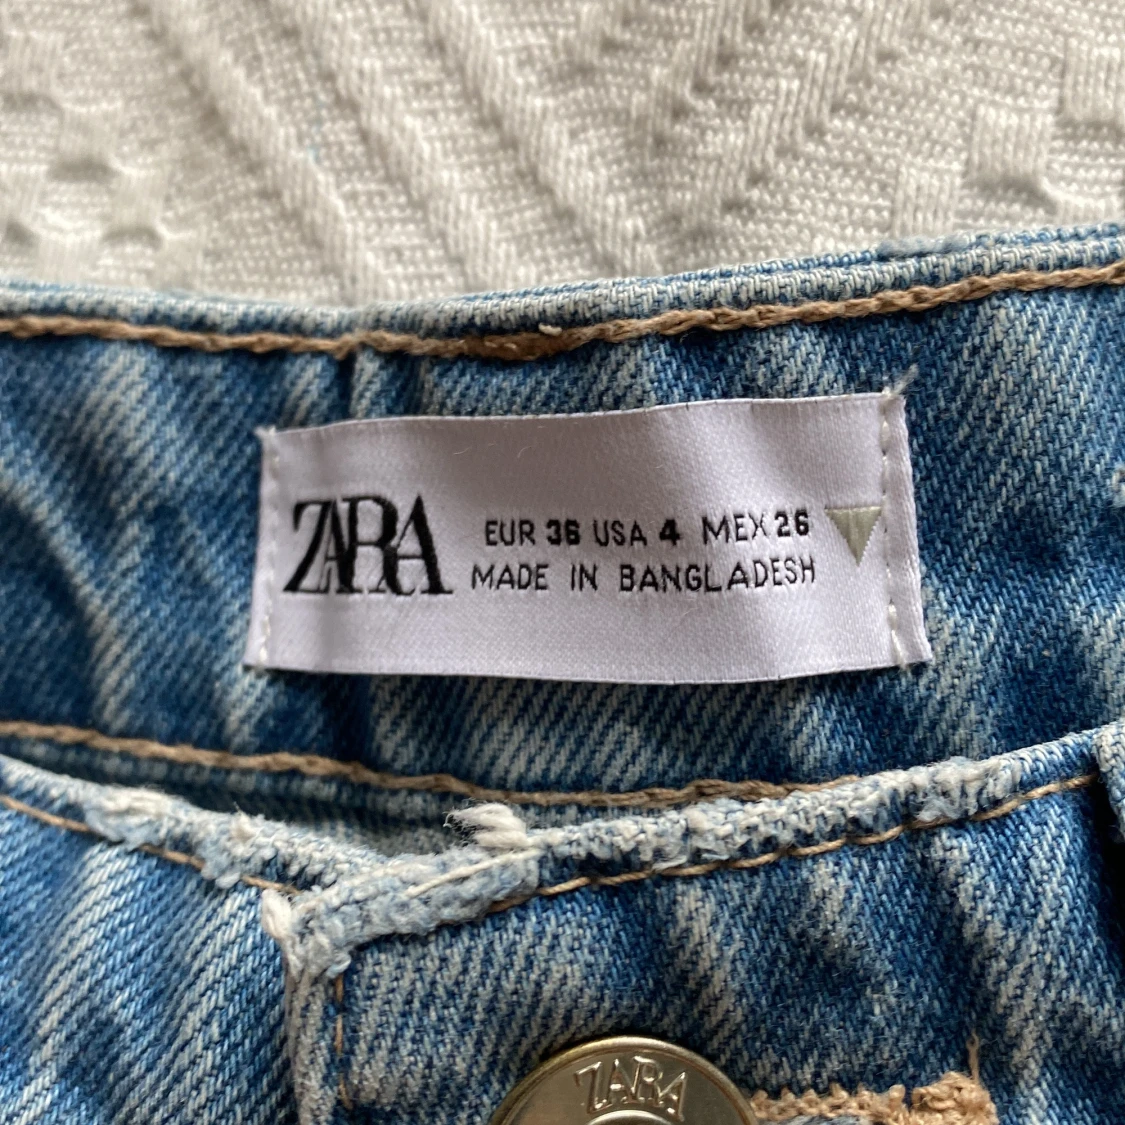 ZARA
EUR 36 USA 4 MEX 26
MADE IN BANGLADESH
ZARA